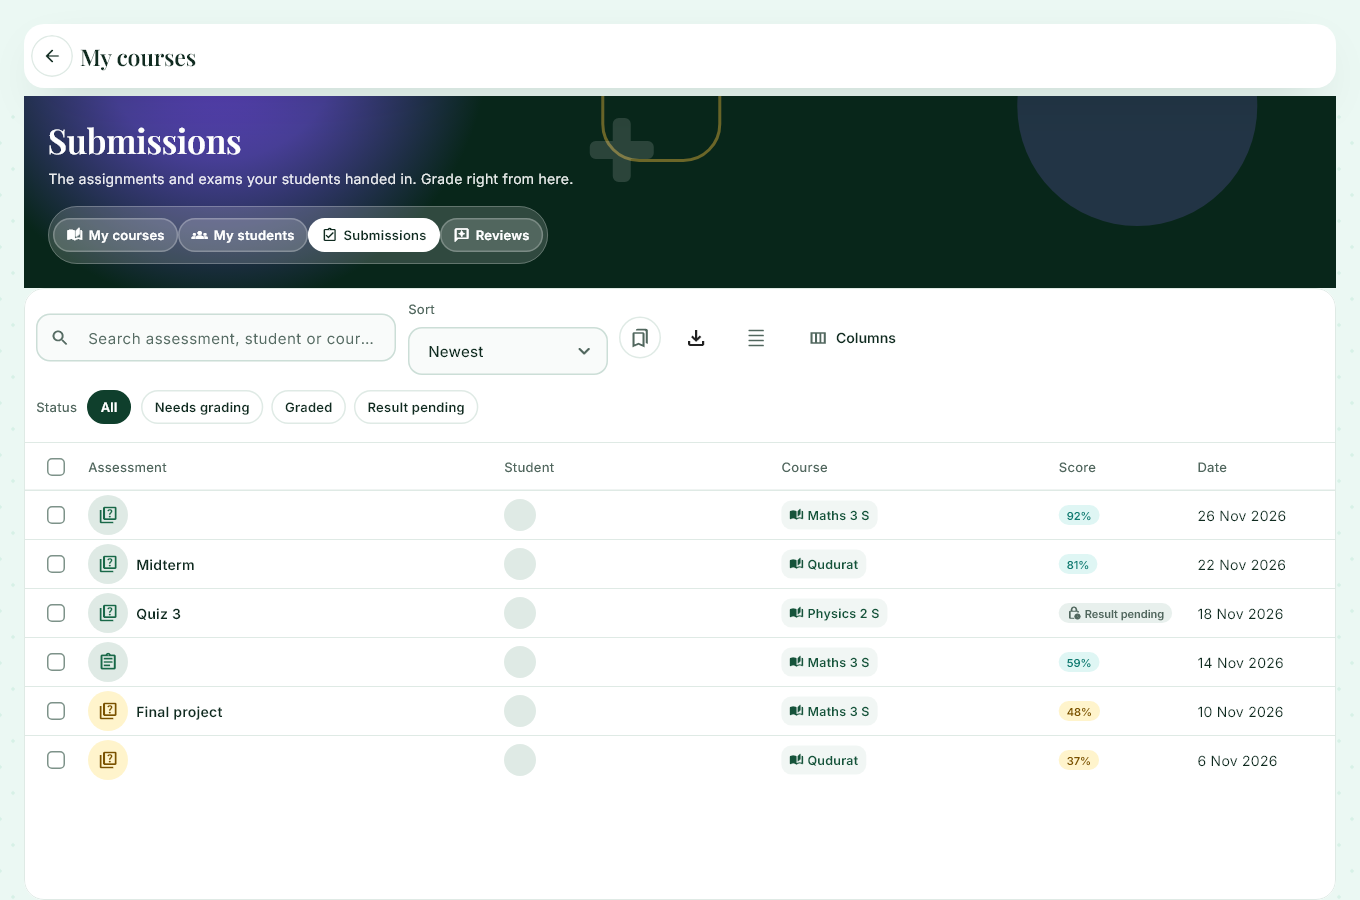 My courses
Submissions
The assignments and exams your students handed in. Grade right from here.
My courses My students Submissions Reviews
Sort
Search assessment, student or cour...
Newest
Columns
Status All Needs grading Graded Result pending
Assessment Student Course Score Date
Maths 3 S 92% 26 Nov 2026
Midterm Qudurat 81% 22 Nov 2026
Quiz 3 Physics 2 S Result pending 18 Nov 2026
Maths 3 S 59% 14 Nov 2026
Final project Maths 3 S 48% 10 Nov 2026
Qudurat 37% 6 Nov 2026